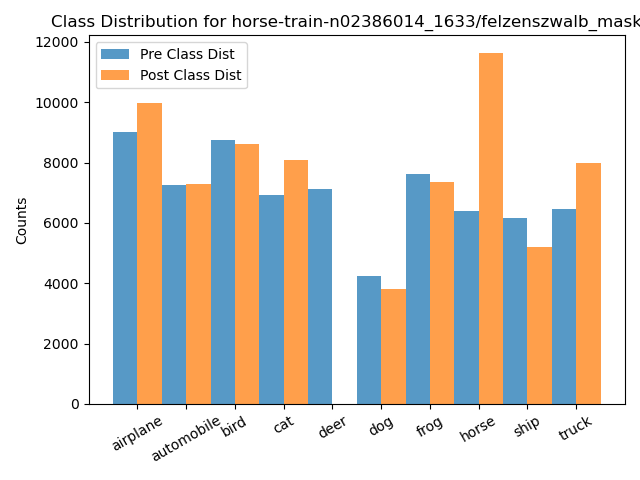 Class Distribution for horse-train-n02386014_1633/felzenszwalb_mask
Pre Class Dist
Post Class Dist
12000
10000
8000
6000
4000
2000
0
Counts
airplane
automobile
bird
cat
deer
dog
frog
horse
ship
truck